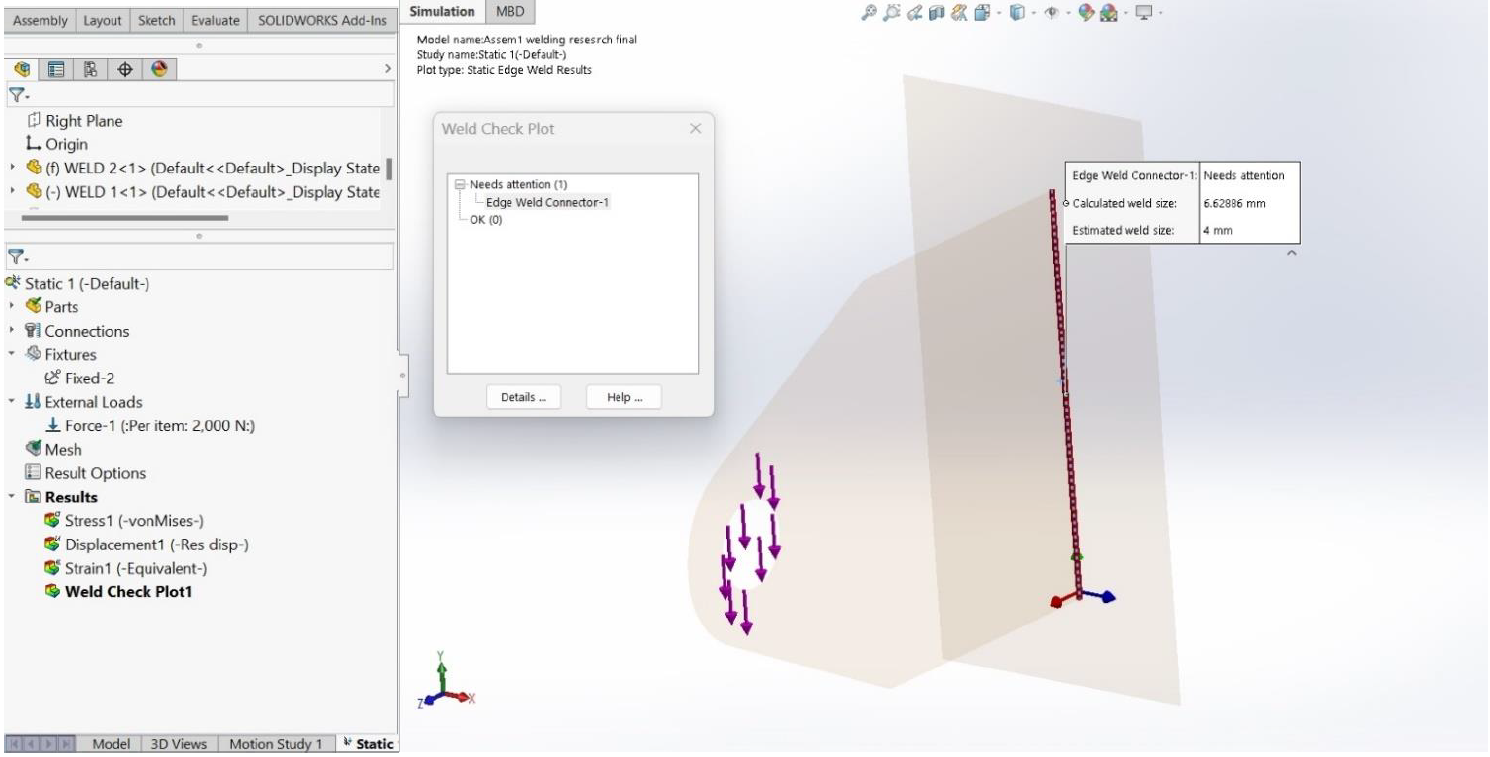 Assembly Layout Sketch Evaluate SOLIDWORKS Add-Ins Simulation MBD
Model name:Assem1 welding resesrch final
Study name:Static 1(-Default-)
Plot type: Static Edge Weld Results
Right Plane
Origin
(f) WELD 2<1> (Default<<Default>_Display State
(-) WELD 1<1> (Default<<Default>_Display State
Static 1 (-Default-)
Parts
Connections
Fixtures
Fixed-2
External Loads
Force-1 (:Per item: 2,000 N:)
Mesh
Result Options
Results
Stress1 (-vonMises-)
Displacement1 (-Res disp-)
Strain1 (-Equivalent-)
Weld Check Plot1
Weld Check Plot
Needs attention (1)
Edge Weld Connector-1
OK (0)
Details ... Help ...
Edge Weld Connector-1: Needs attention
Calculated weld size: 6.62886 mm
Estimated weld size: 4 mm
Y
Z X
Model 3D Views Motion Study 1 Static